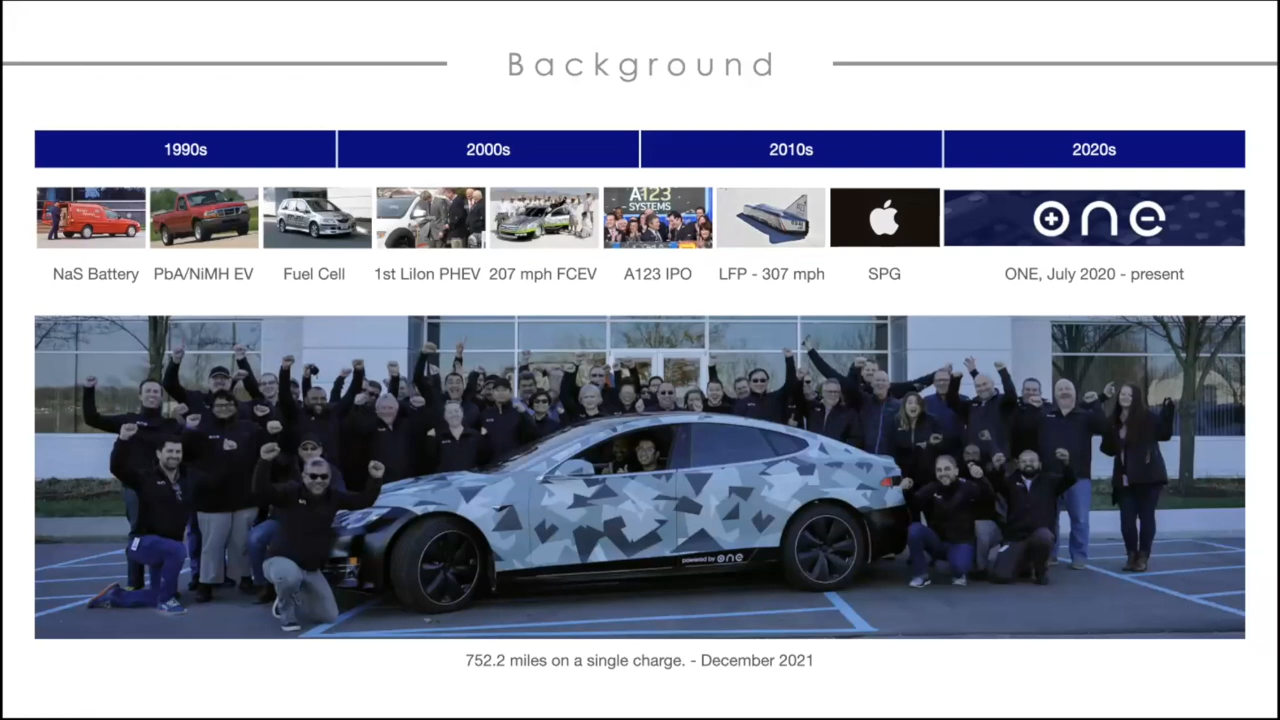 Background
1990s
2000s
2010s
2020s
A123
SYSTEMS
one
NaS Battery
PbA/NiMH EV
Fuel Cell
1st LiIon PHEV
207 mph FCEV
A123 IPO
LFP - 307 mph
SPG
ONE, July 2020 - present
powered by one
752.2 miles on a single charge. - December 2021